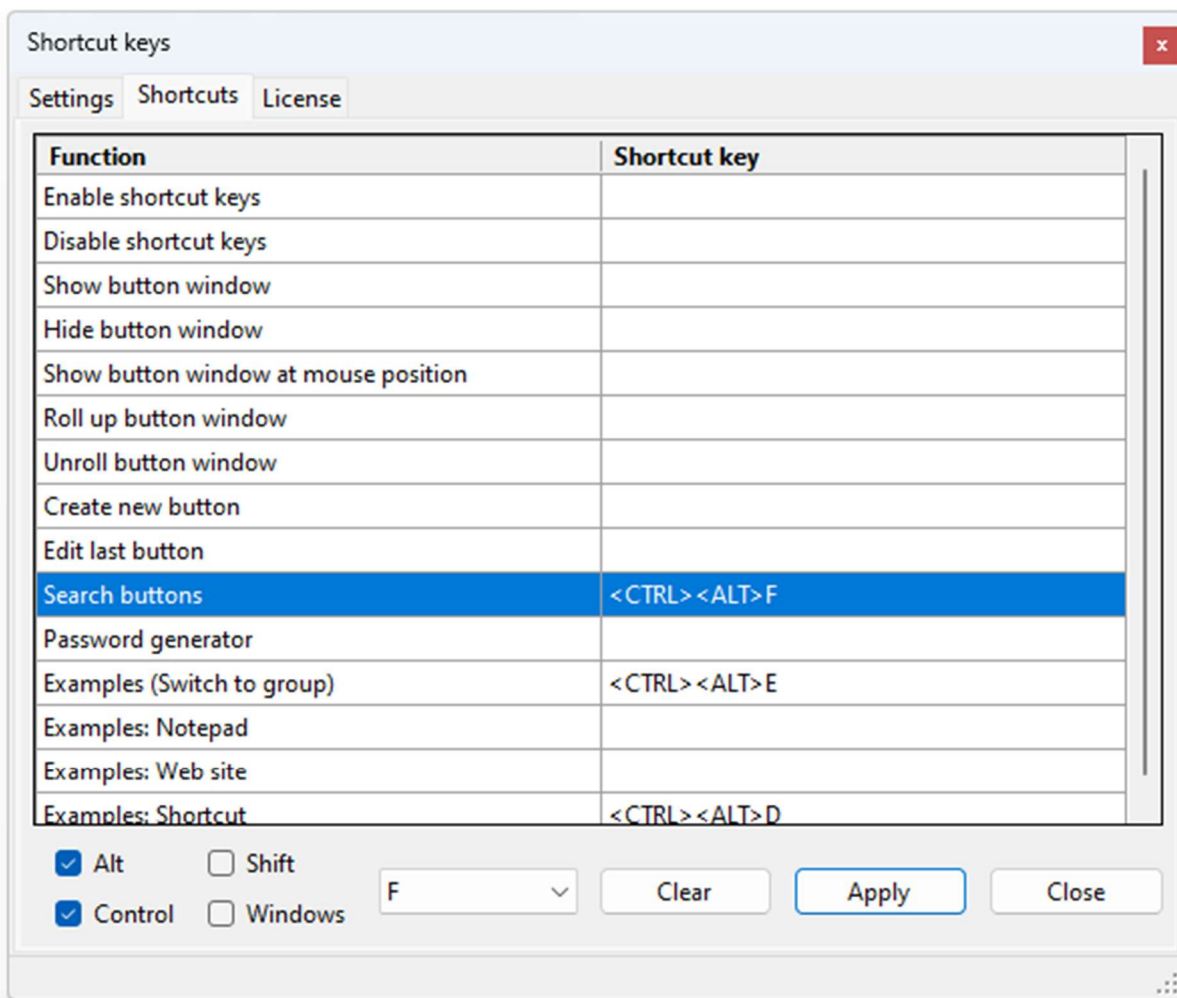 Shortcut keys
x
Settings Shortcuts License
Function Shortcut key
Enable shortcut keys
Disable shortcut keys
Show button window
Hide button window
Show button window at mouse position
Roll up button window
Unroll button window
Create new button
Edit last button
Search buttons <CTRL><ALT>F
Password generator
Examples (Switch to group) <CTRL><ALT>E
Examples: Notepad
Examples: Web site
Examples: Shortcut <CTRL><ALT>D
Alt Shift
F Clear Apply Close
Control Windows